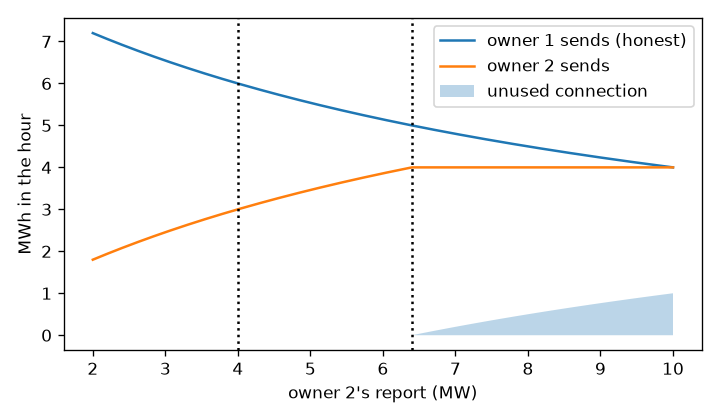 owner 1 sends (honest)
owner 2 sends
unused connection
MWh in the hour
7
6
5
4
3
2
1
0
2 3 4 5 6 7 8 9 10
owner 2's report (MW)